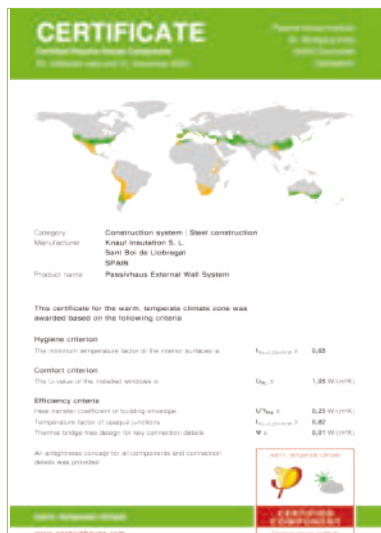 CERTIFICATE
Certified Passive House Component
Category Construction system | Steel construction
Manufacturer Knauf Insulation S. L.
Sant Boi de Llobregat
SPAIN
Product name Passivhaus External Wall System
This certificate for the warm, temperate climate zone was
awarded based on the following criteria
Hygiene criterion
The minimum temperature factor of the interior surfaces is ≥ 0,65
Comfort criterion
The U-value of the installed windows is ≤ 1,05 W/(m²K)
Efficiency criteria
Heat transfer coefficient of building envelope ≤ 0,25 W/(m²K)
Temperature factor of opaque junctions ≥ 0,82
Thermal bridge-free design for key connection details Ψ ≤ 0,01 W/(mK)
An airtightness concept for all components and connection
details was provided
warm, temperate climate
warm, temperate climate
CERTIFIED
COMPONENT